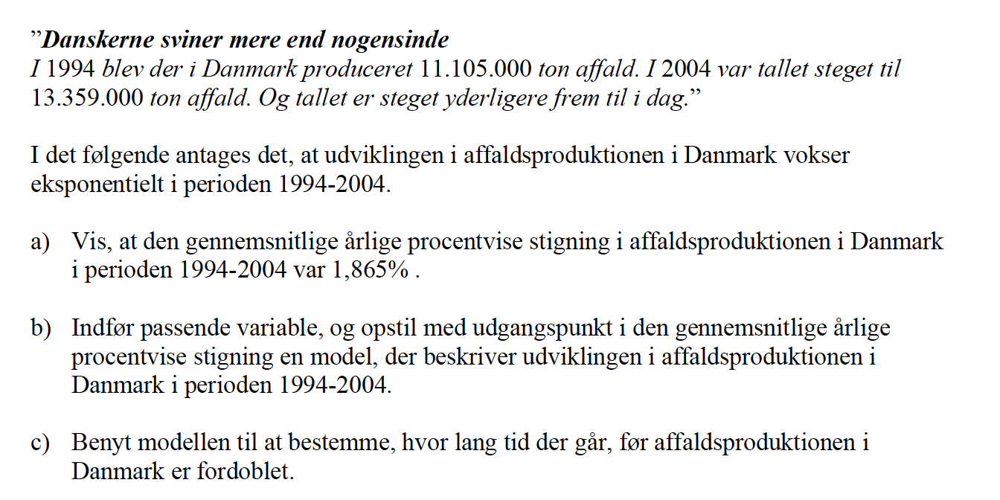 ”Danskerne sviner mere end nogensinde
I 1994 blev der i Danmark produceret 11.105.000 ton affald. I 2004 var tallet steget til
13.359.000 ton affald. Og tallet er steget yderligere frem til i dag.”
I det følgende antages det, at udviklingen i affaldsproduktionen i Danmark vokser
eksponentielt i perioden 1994-2004.
a) Vis, at den gennemsnitlige årlige procentvise stigning i affaldsproduktionen i Danmark
i perioden 1994-2004 var 1,865% .
b) Indfør passende variable, og opstil med udgangspunkt i den gennemsnitlige årlige
procentvise stigning en model, der beskriver udviklingen i affaldsproduktionen i
Danmark i perioden 1994-2004.
c) Benyt modellen til at bestemme, hvor lang tid der går, før affaldsproduktionen i
Danmark er fordoblet.